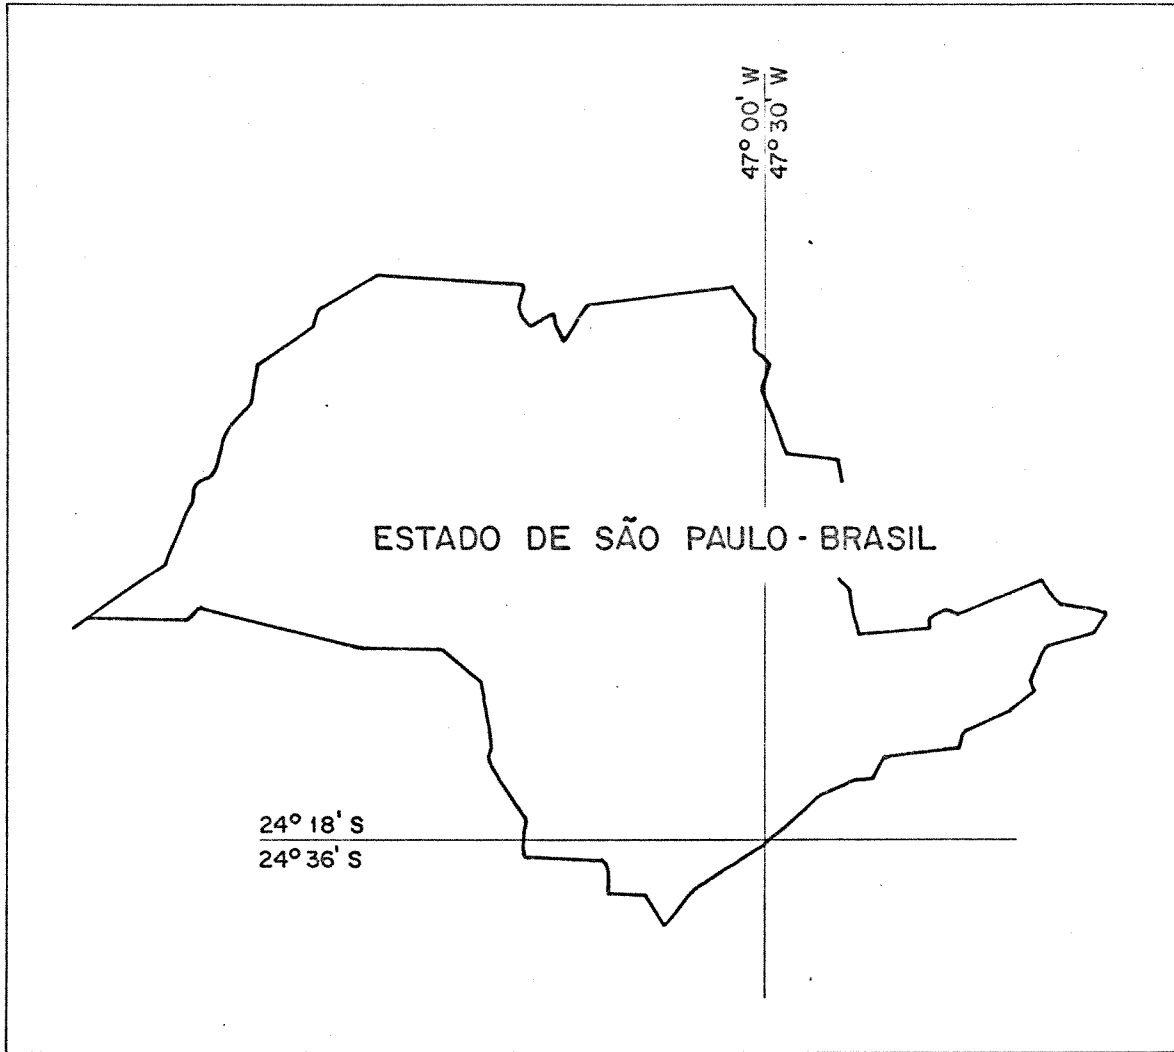 47° 00' W
47° 30' W
ESTADO DE SÃO PAULO - BRASIL
24° 18' S
24° 36' S